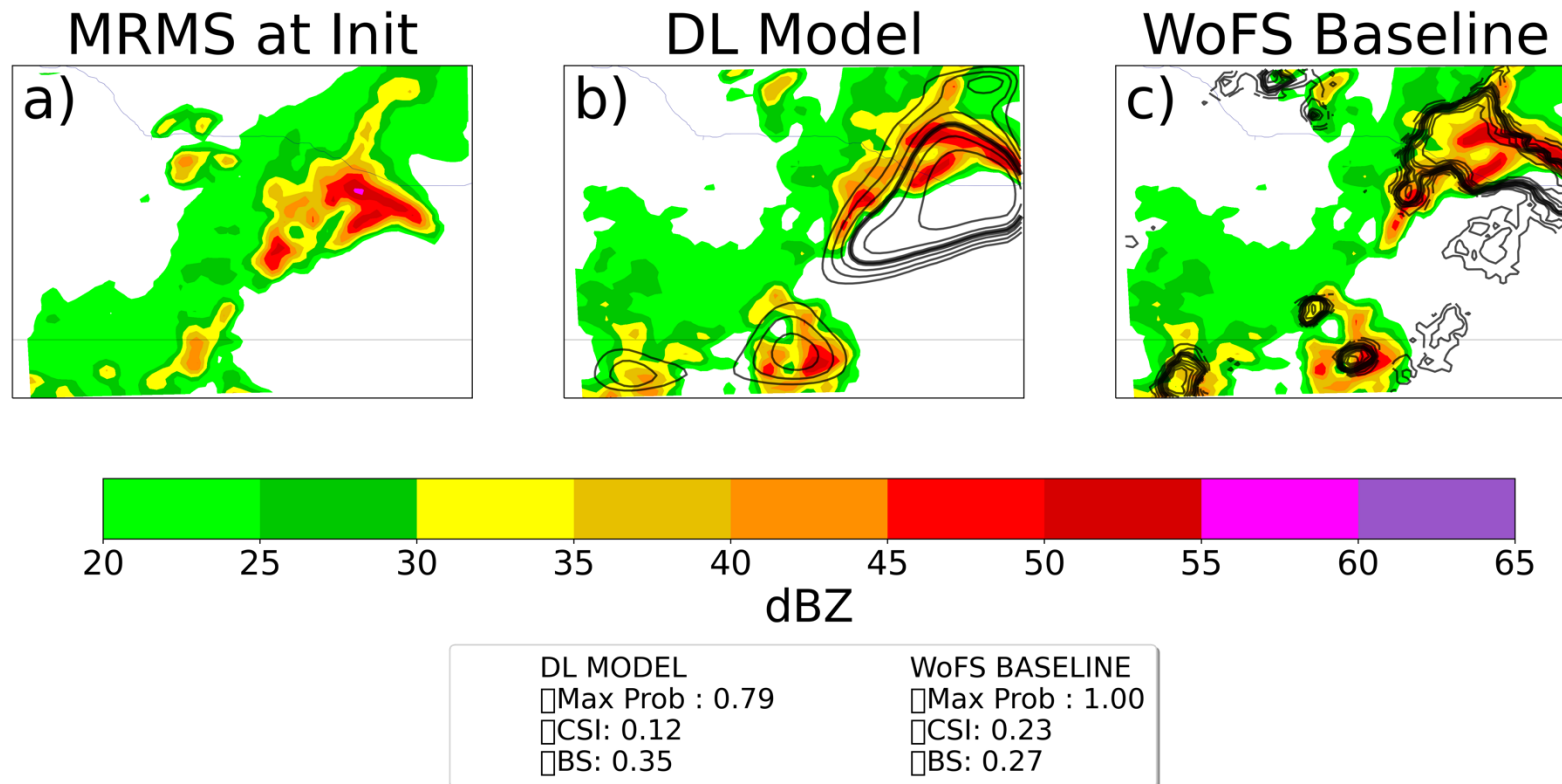 MRMS at Init
DL Model
WoFS Baseline
a)
b)
c)
20 25 30 35 40 45 50 55 60 65
dBZ
DL MODEL
▯Max Prob : 0.79
▯CSI: 0.12
▯BS: 0.35
WoFS BASELINE
▯Max Prob : 1.00
▯CSI: 0.23
▯BS: 0.27